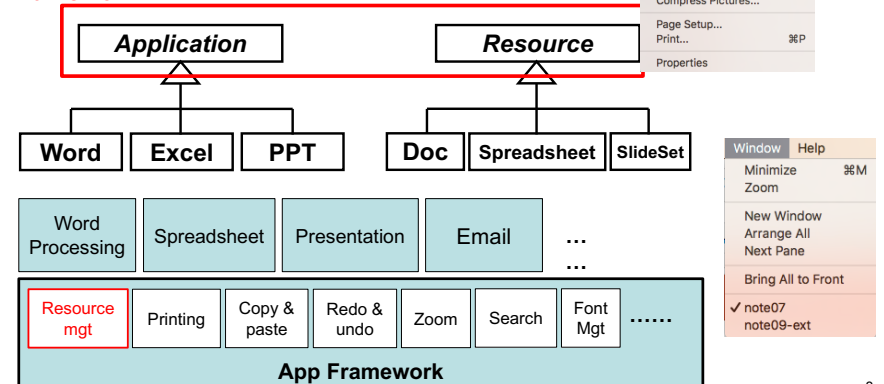 Compress Pictures...
Page Setup...
Print... ⌘P
Properties
Application
Resource
Word
Excel
PPT
Doc
Spreadsheet
SlideSet
Window Help
Minimize ⌘M
Zoom
New Window
Arrange All
Next Pane
Bring All to Front
✓ note07
note09-ext
Word
Processing
Spreadsheet
Presentation
Email
...
...
Resource
mgt
Printing
Copy &
paste
Redo &
undo
Zoom
Search
Font
Mgt
......
App Framework